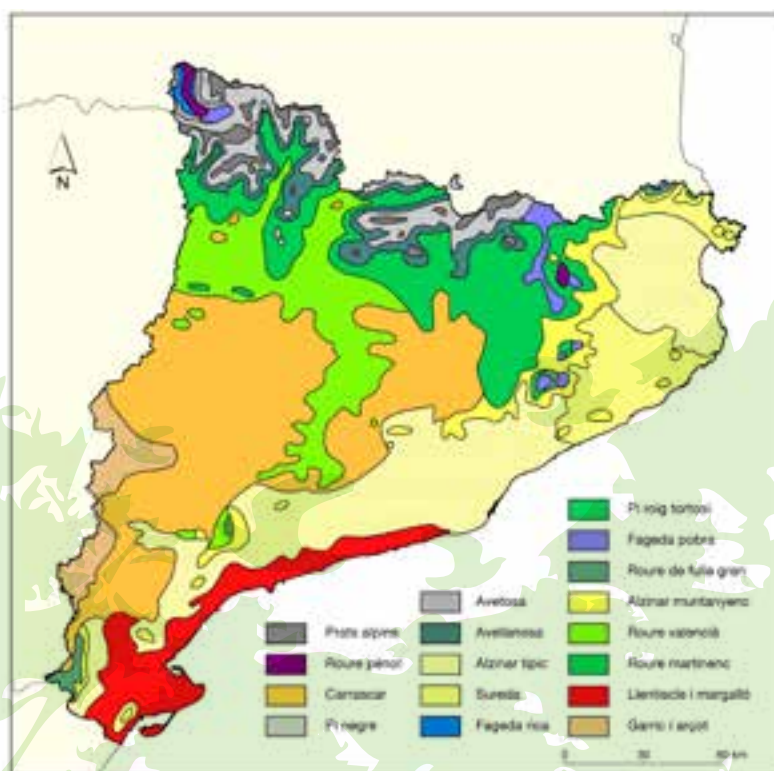 N
Pi roig tortosí
Fageda pobra
Roure de fulla gran
Avetosa
Alzinar muntanyenc
Prats alpins
Avellanosa
Roure valencià
Roure pènol
Alzinar típic
Roure martinenc
Carrascar
Sureda
Llentiscle i margalló
Pi negre
Fageda rica
Garric i arçot
0 30 60 km